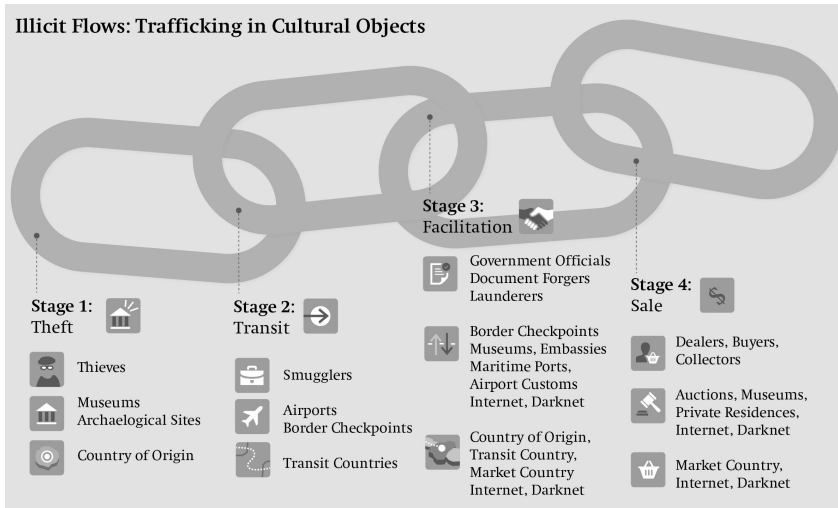 Illicit Flows: Trafficking in Cultural Objects
Stage 1:
Theft
Thieves
Museums
Archaelogical Sites
Country of Origin
Stage 2:
Transit
Smugglers
Airports
Border Checkpoints
Transit Countries
Stage 3:
Facilitation
Government Officials
Document Forgers
Launderers
Border Checkpoints
Museums, Embassies
Maritime Ports,
Airport Customs
Internet, Darknet
Country of Origin,
Transit Country,
Market Country
Internet, Darknet
Stage 4:
Sale
Dealers, Buyers,
Collectors
Auctions, Museums,
Private Residences,
Internet, Darknet
Market Country,
Internet, Darknet